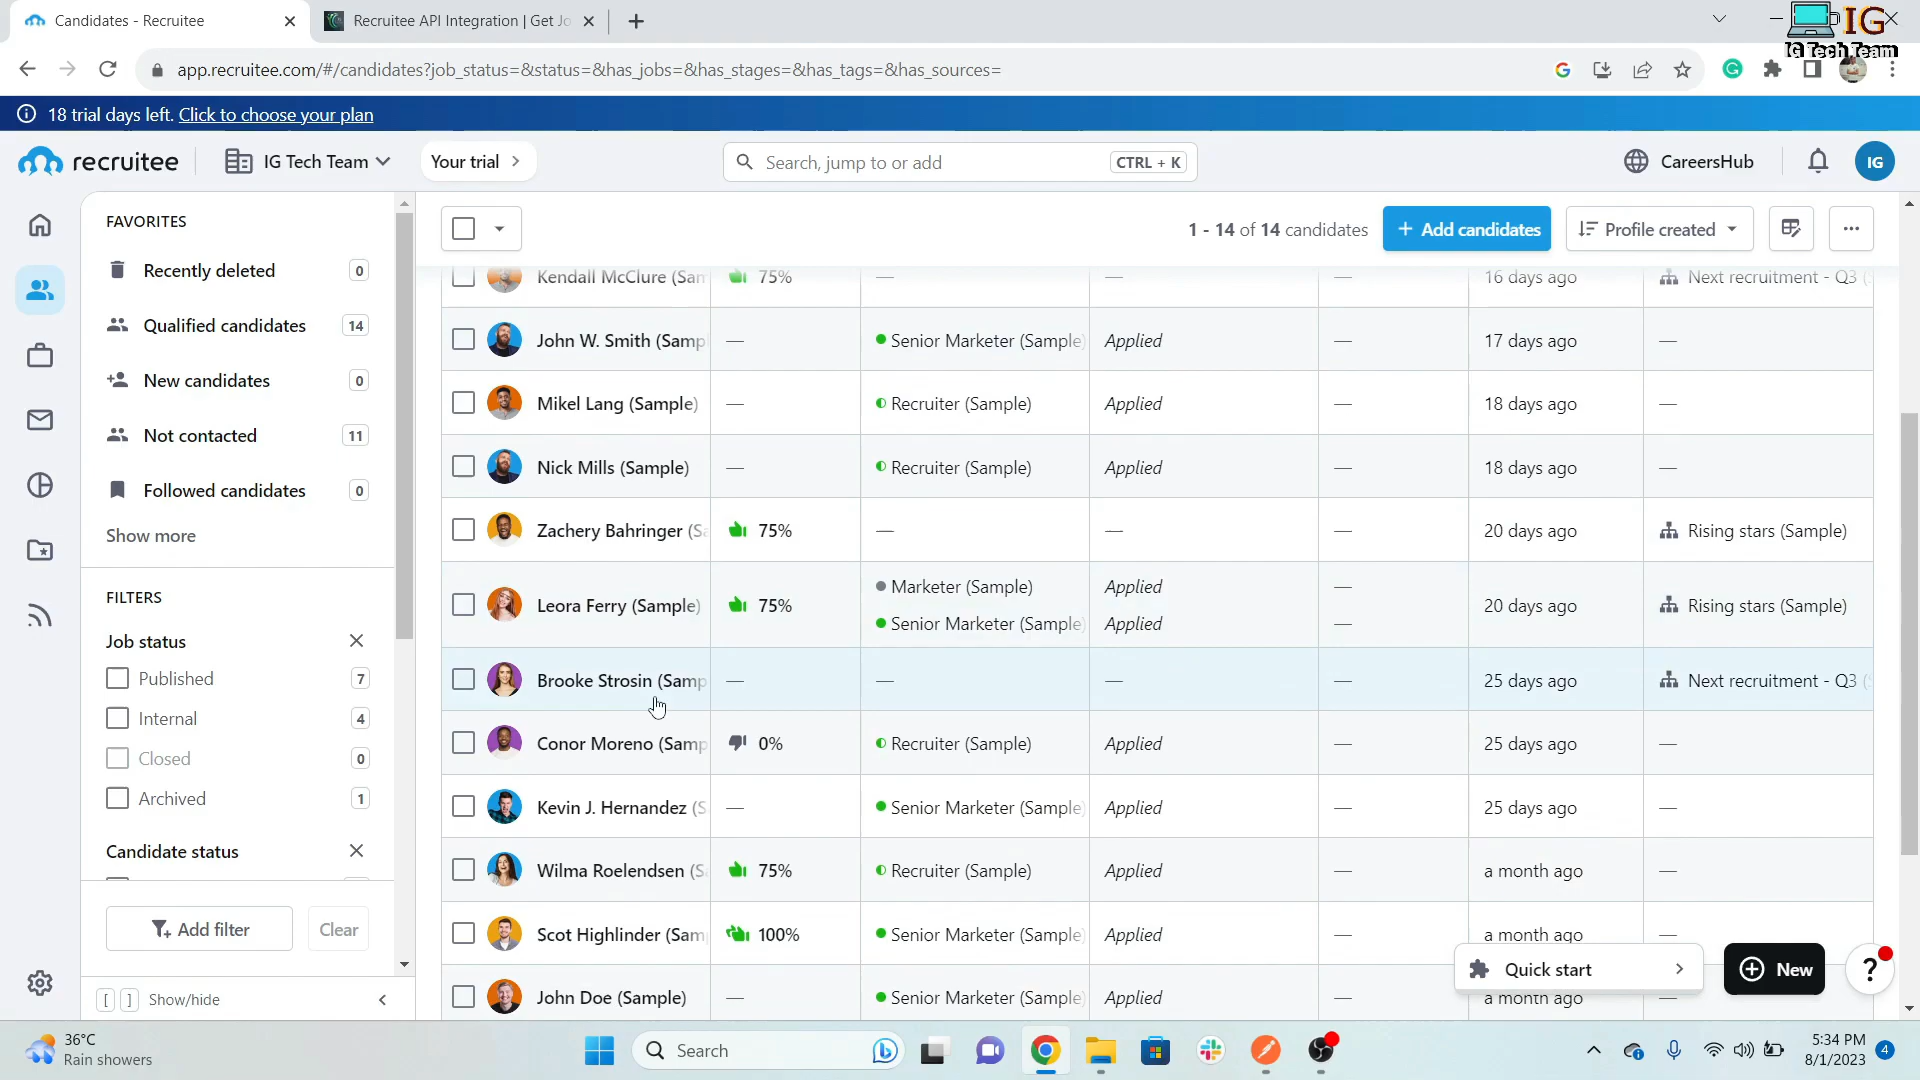 Candidates - Recruitee
Recruitee API Integration | Get Jo
IG
IG Tech Team
app.recruitee.com/#/candidates?job_status=&status=&has_jobs=&has_stages=&has_tags=&has_sources=
18 trial days left. Click to choose your plan
recruitee
IG Tech Team
Your trial
Search, jump to or add
CTRL + K
CareersHub
IG
FAVORITES
Recently deleted 0
Qualified candidates 14
New candidates 0
Not contacted 11
Followed candidates 0
Show more
FILTERS
Job status
Published 7
Internal 4
Closed 0
Archived 1
Candidate status
Add filter
Clear
[ ] Show/hide
1 - 14 of 14 candidates
+ Add candidates
Profile created
Kendall McClure (Sam 75% — — — 16 days ago Next recruitment - Q3 (
John W. Smith (Samp — Senior Marketer (Sample) Applied — 17 days ago —
Mikel Lang (Sample) — Recruiter (Sample) Applied — 18 days ago —
Nick Mills (Sample) — Recruiter (Sample) Applied — 18 days ago —
Zachery Bahringer (Sa 75% — — — 20 days ago Rising stars (Sample)
Marketer (Sample) Applied —
Leora Ferry (Sample) 75% 20 days ago Rising stars (Sample)
Senior Marketer (Sample) Applied —
Brooke Strosin (Samp — — — — 25 days ago Next recruitment - Q3 (
Conor Moreno (Samp 0% Recruiter (Sample) Applied — 25 days ago —
Kevin J. Hernandez (S — Senior Marketer (Sample) Applied — 25 days ago —
Wilma Roelendsen (Sa 75% Recruiter (Sample) Applied — a month ago —
Scot Highlinder (Sam 100% Senior Marketer (Sample) Applied — a month ago —
John Doe (Sample) — Senior Marketer (Sample) Applied — a month ago —
Quick start
New
?
36°C
Rain showers
Search
5:34 PM
8/1/2023
4